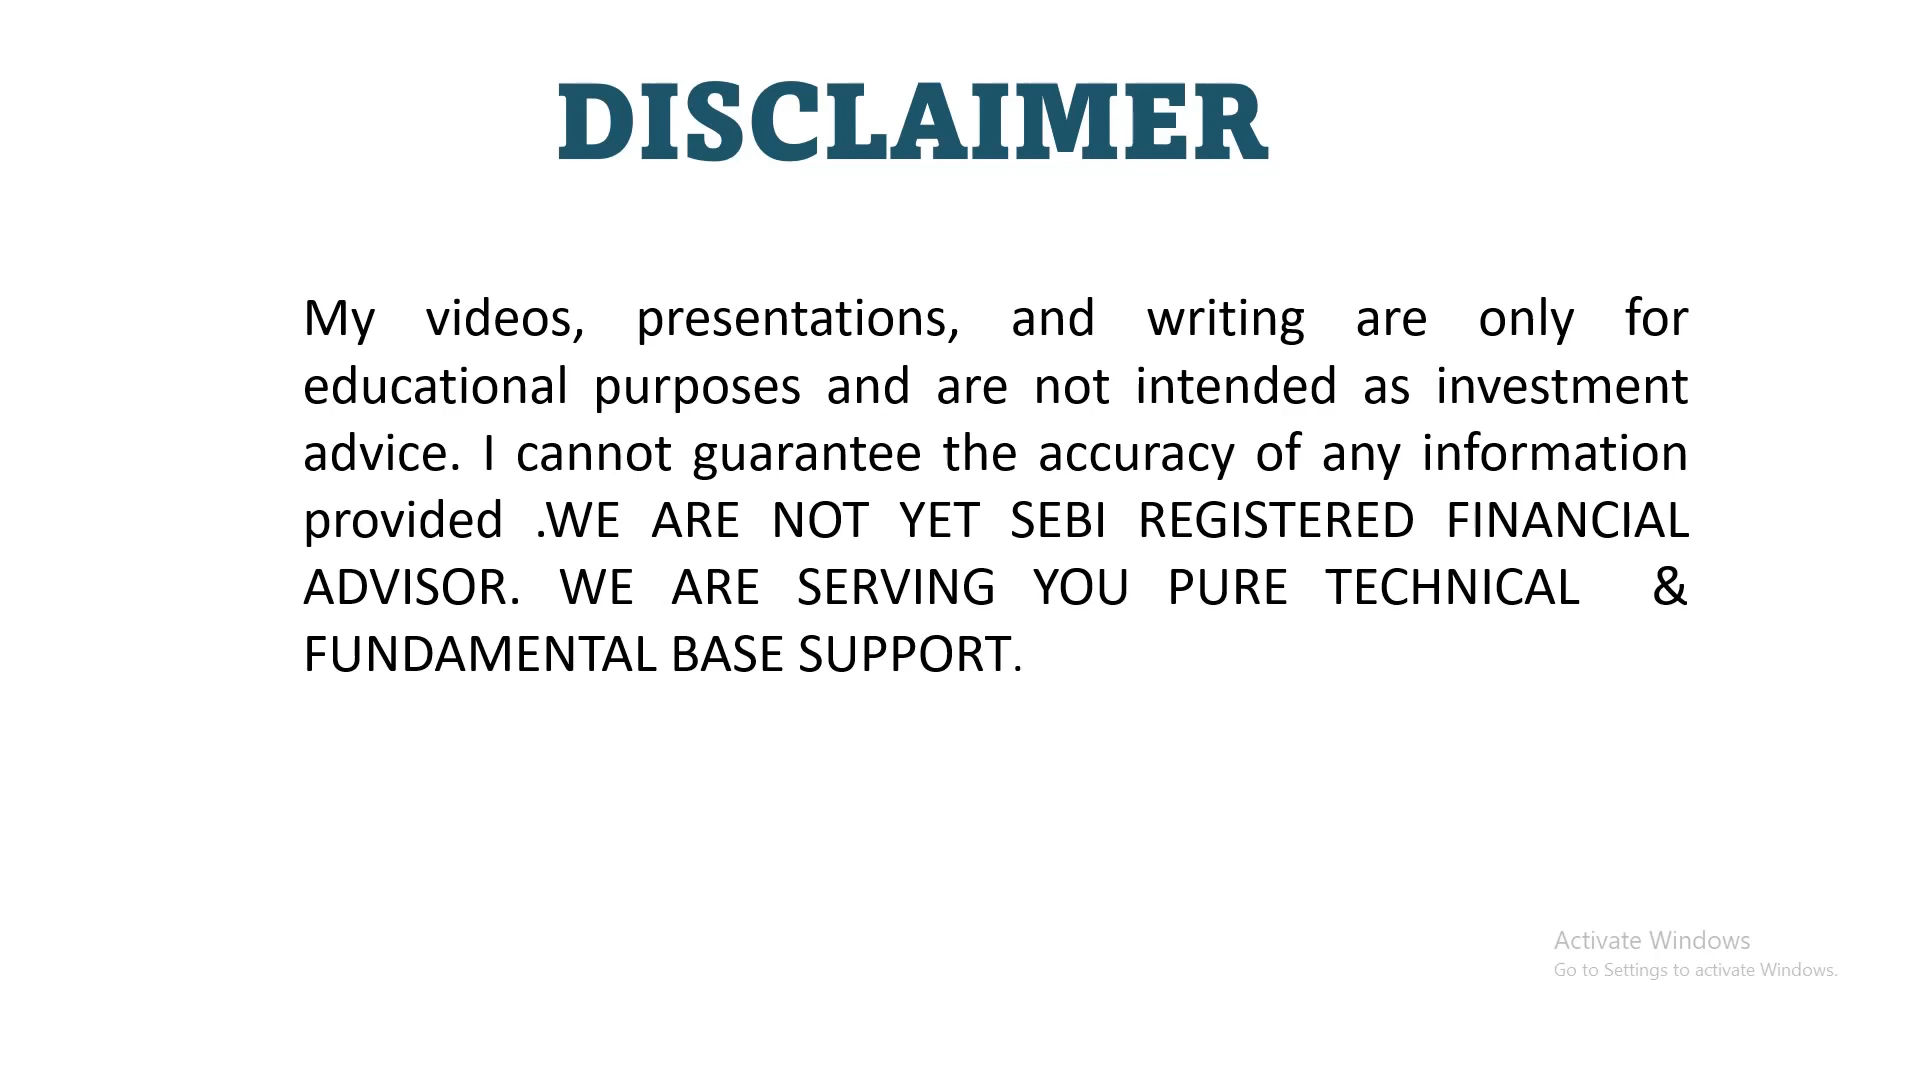 DISCLAIMER
My videos, presentations, and writing are only for
educational purposes and are not intended as investment
advice. I cannot guarantee the accuracy of any information
provided .WE ARE NOT YET SEBI REGISTERED FINANCIAL
ADVISOR. WE ARE SERVING YOU PURE TECHNICAL &
FUNDAMENTAL BASE SUPPORT.
Activate Windows
Go to Settings to activate Windows.